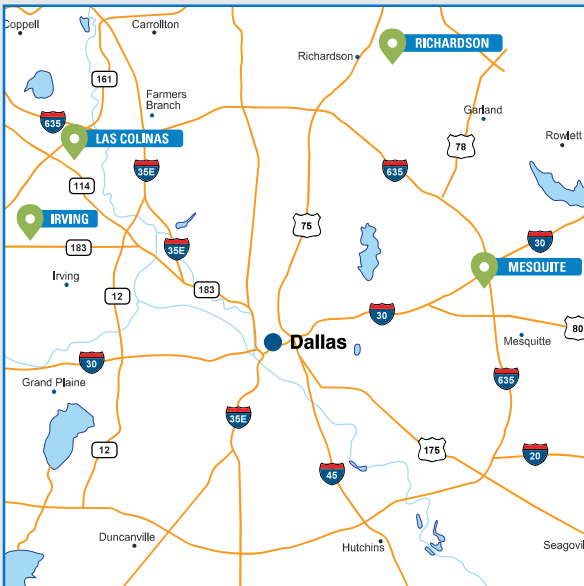 Coppell
Carrollton
RICHARDSON
Richardson
161
Farmers
Branch
Garland
635
LAS COLINAS
78
Rowlett
35E
635
114
IRVING
75
183
35E
30
MESQUITE
Irving
12
183
30
80
Dallas
Mesquitte
30
Grand Plaine
635
35E
12
175
20
45
Duncanville
Hutchins
Seagovil